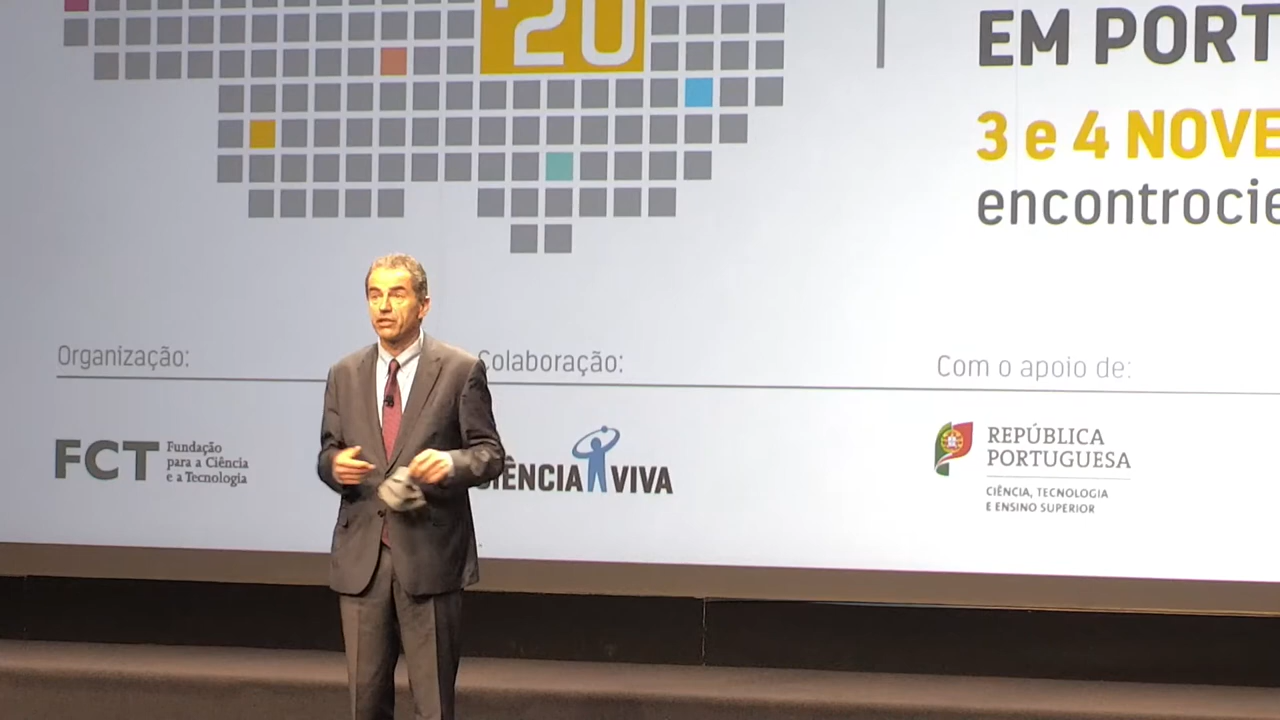 '20
EM PORT
3 e 4 NOVE
encontrocie
Organização:
Colaboração:
Com o apoio de:
FCT
Fundação
para a Ciência
e a Tecnologia
CIÊNCIA VIVA
REPÚBLICA
PORTUGUESA
CIÊNCIA, TECNOLOGIA
E ENSINO SUPERIOR